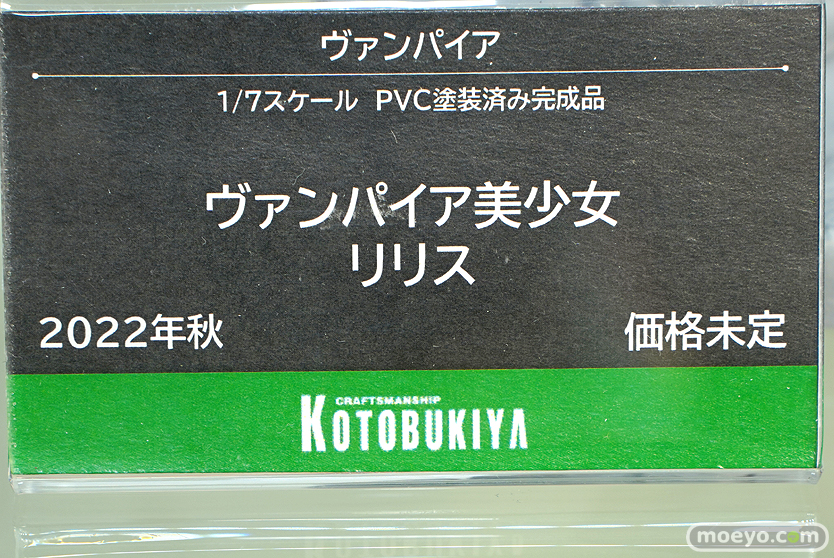 ヴァンパイア
1/7スケール PVC塗装済み完成品
ヴァンパイア美少女
リリス
2022年秋
価格未定
CRAFTSMANSHIP
KOTOBUKIYA
moeyo.com